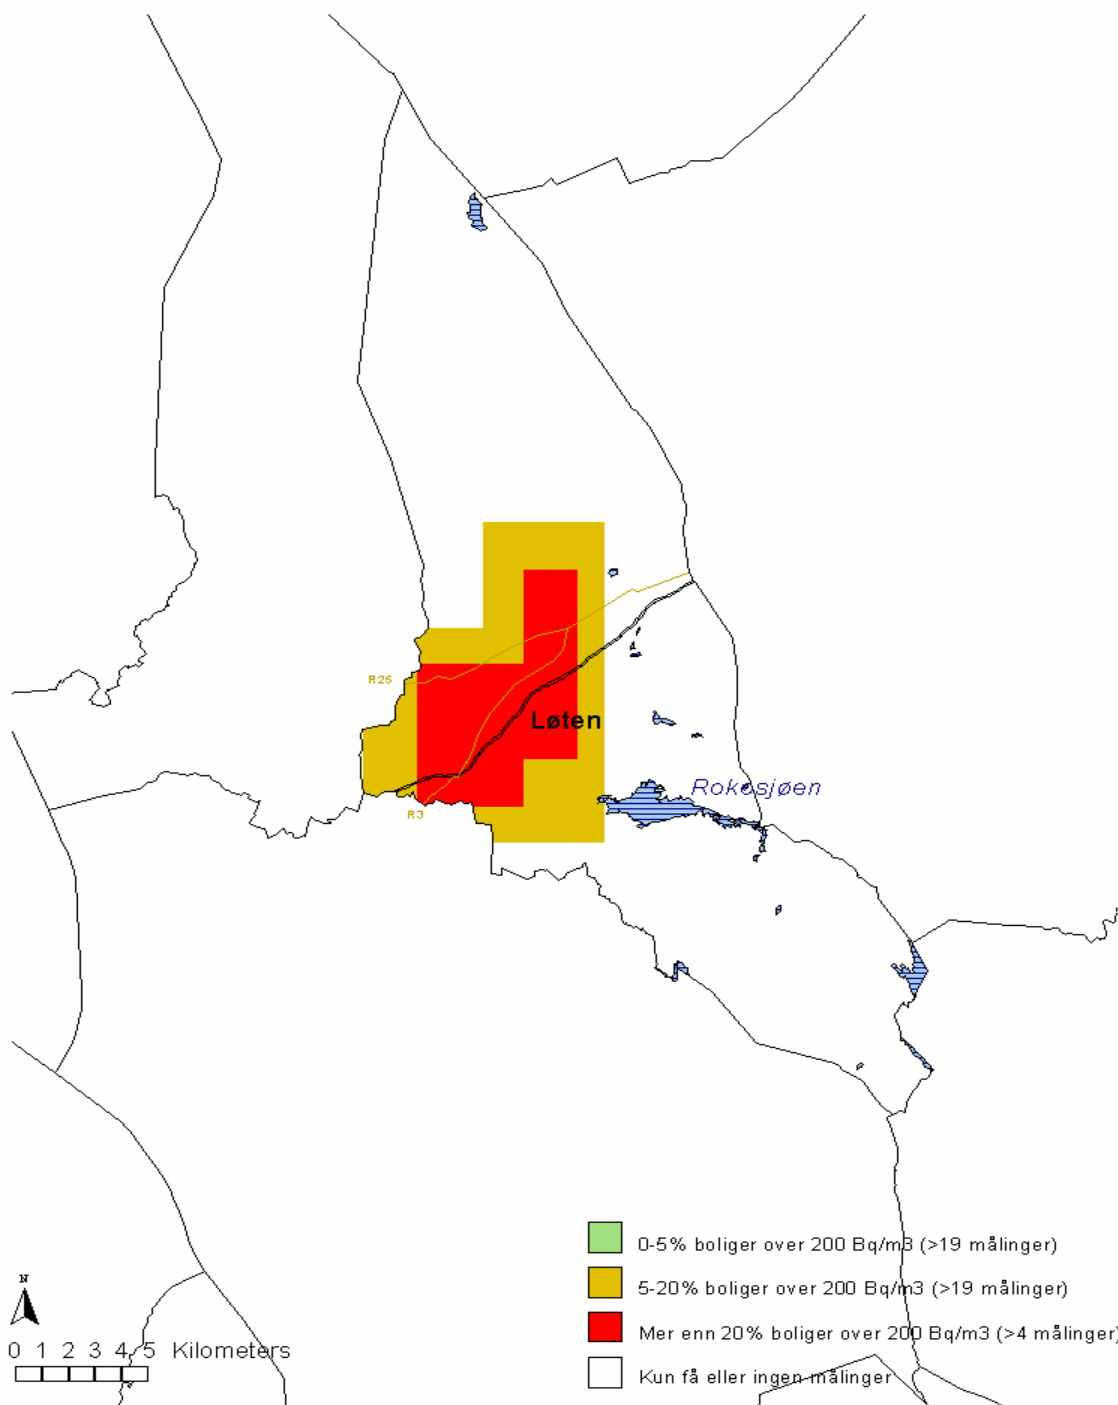 R25
Løten
Rokosjøen
R3
0-5% boliger over 200 Bq/m3 (>19 målinger)
5-20% boliger over 200 Bq/m3 (>19 målinger)
Mer enn 20% boliger over 200 Bq/m3 (>4 målinger)
Kun få eller ingen målinger
N
0 1 2 3 4 5 Kilometers